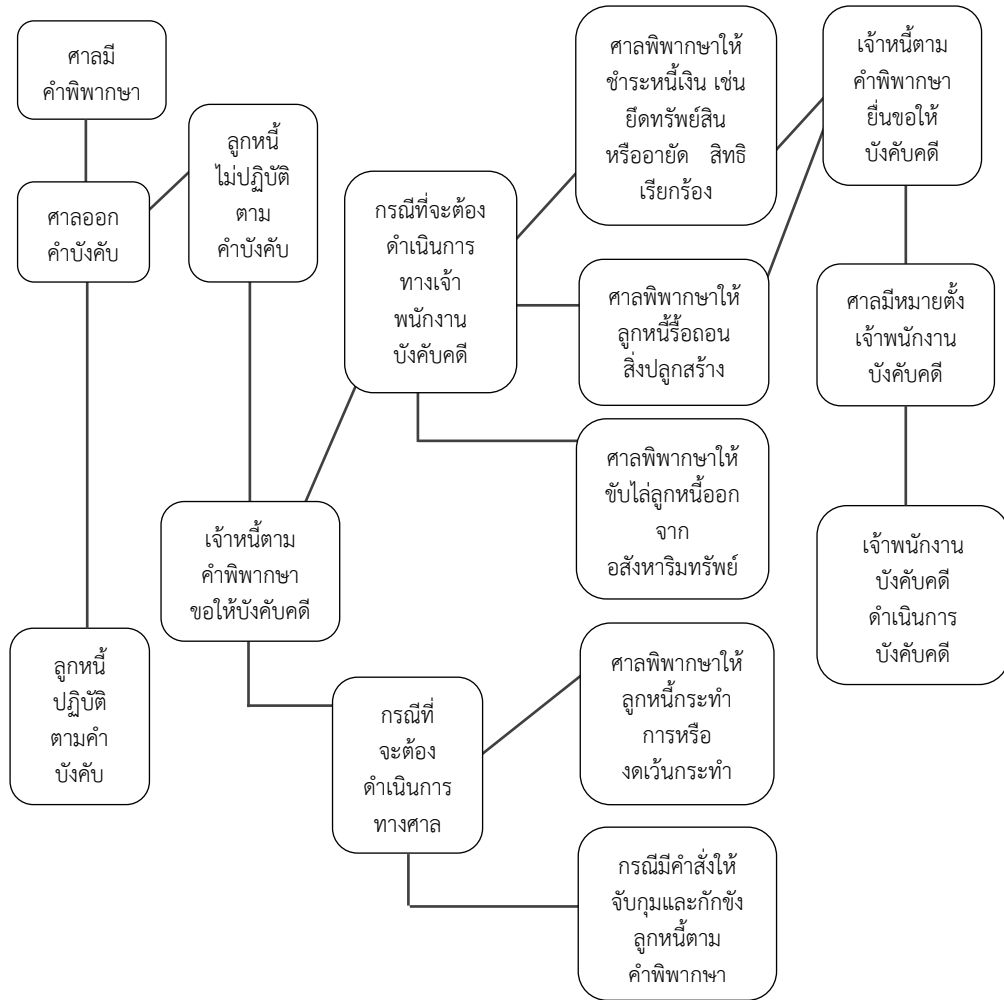 ศาลมี
คำพิพากษา
ศาลออก
คำบังคับ
ลูกหนี้
ไม่ปฏิบัติ
ตาม
คำบังคับ
ลูกหนี้
ปฏิบัติ
ตามคำ
บังคับ
เจ้าหนี้ตาม
คำพิพากษา
ขอให้บังคับคดี
กรณีที่จะต้อง
ดำเนินการ
ทางเจ้า
พนักงาน
บังคับคดี
กรณีที่
จะต้อง
ดำเนินการ
ทางศาล
ศาลพิพากษาให้
ชำระหนี้เงิน เช่น
ยึดทรัพย์สิน
หรืออายัด สิทธิ
เรียกร้อง
ศาลพิพากษาให้
ลูกหนี้รื้อถอน
สิ่งปลูกสร้าง
ศาลพิพากษาให้
ขับไล่ลูกหนี้ออก
จาก
อสังหาริมทรัพย์
ศาลพิพากษาให้
ลูกหนี้กระทำ
การหรือ
งดเว้นกระทำ
กรณีมีคำสั่งให้
จับกุมและกักขัง
ลูกหนี้ตาม
คำพิพากษา
เจ้าหนี้ตาม
คำพิพากษา
ยื่นขอให้
บังคับคดี
ศาลมีหมายตั้ง
เจ้าพนักงาน
บังคับคดี
เจ้าพนักงาน
บังคับคดี
ดำเนินการ
บังคับคดี